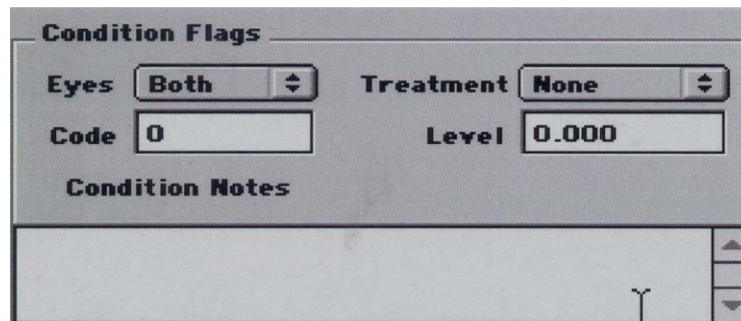 Condition Flags
Eyes Both Treatment None
Code 0 Level 0.000
Condition Notes